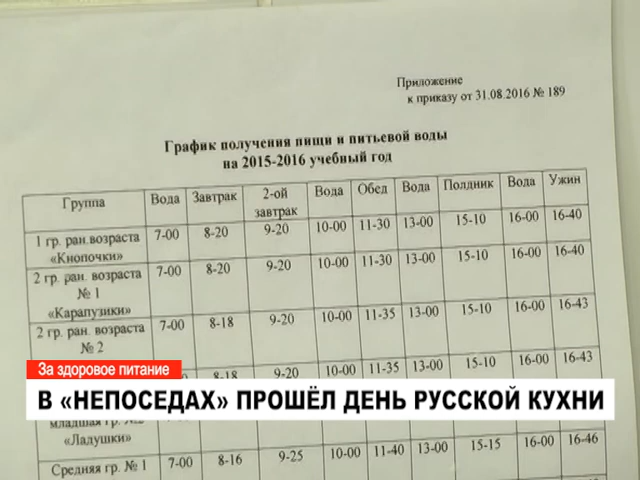 Приложение
к приказу от 31.08.2016 № 189
График получения пищи и питьевой воды
на 2015-2016 учебный год
Группа Вода Завтрак 2-ой завтрак Вода Обед Вода Полдник Вода Ужин
1 гр. ран.возраста «Кнопочки» 7-00 8-20 9-20 10-00 11-30 13-00 15-10 16-00 16-40
2 гр. ран. возраста № 1 «Карапузики» 7-00 8-20 9-20 10-00 11-30 13-00 15-10 16-00 16-40
2 гр. ран. возраста № 2 7-00 8-18 9-20 10-00 11-35 13-00 15-10 16-00 16-43
8-18 9-20 10-00 11-35 13-00 15-10 16-00 16-43
За здоровое питание
В «НЕПОСЕДАХ» ПРОШЁЛ ДЕНЬ РУССКОЙ КУХНИ
младшая гр. №2 «Ладушки» 16-46
Средняя гр. № 1 7-00 8-16 9-25 10-00 11-40 13-00 15-15 16-00